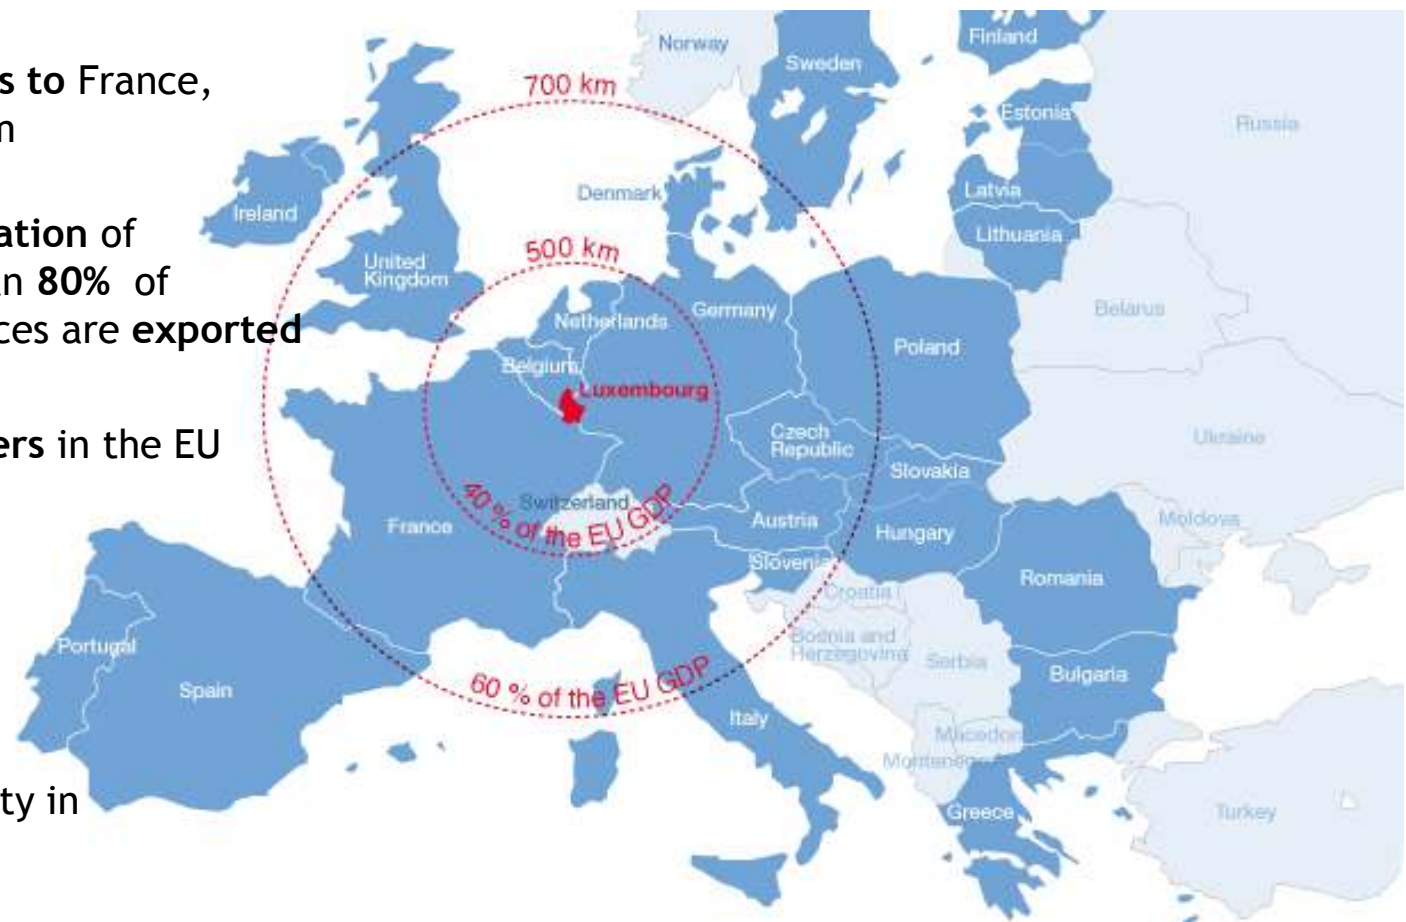 s to France,
m
ation of
an 80% of
ces are exported
ers in the EU
ty in
Norway
Sweden
Finland
700 km
Estonia
Russia
Denmark
Latvia
Ireland
Lithuania
500 km
United
Kingdom
Netherlands
Germany
Belarus
Poland
Belgium
Luxembourg
Czech
Republic
Ukraine
Slovakia
Switzerland
40 % of the EU GDP
France
Austria
Hungary
Moldova
Slovenia
Romania
Croatia
Portugal
Bosnia and
Herzegovina
Serbia
Bulgaria
60 % of the EU GDP
Spain
Italy
Macedon
Montenegro
Greece
Turkey